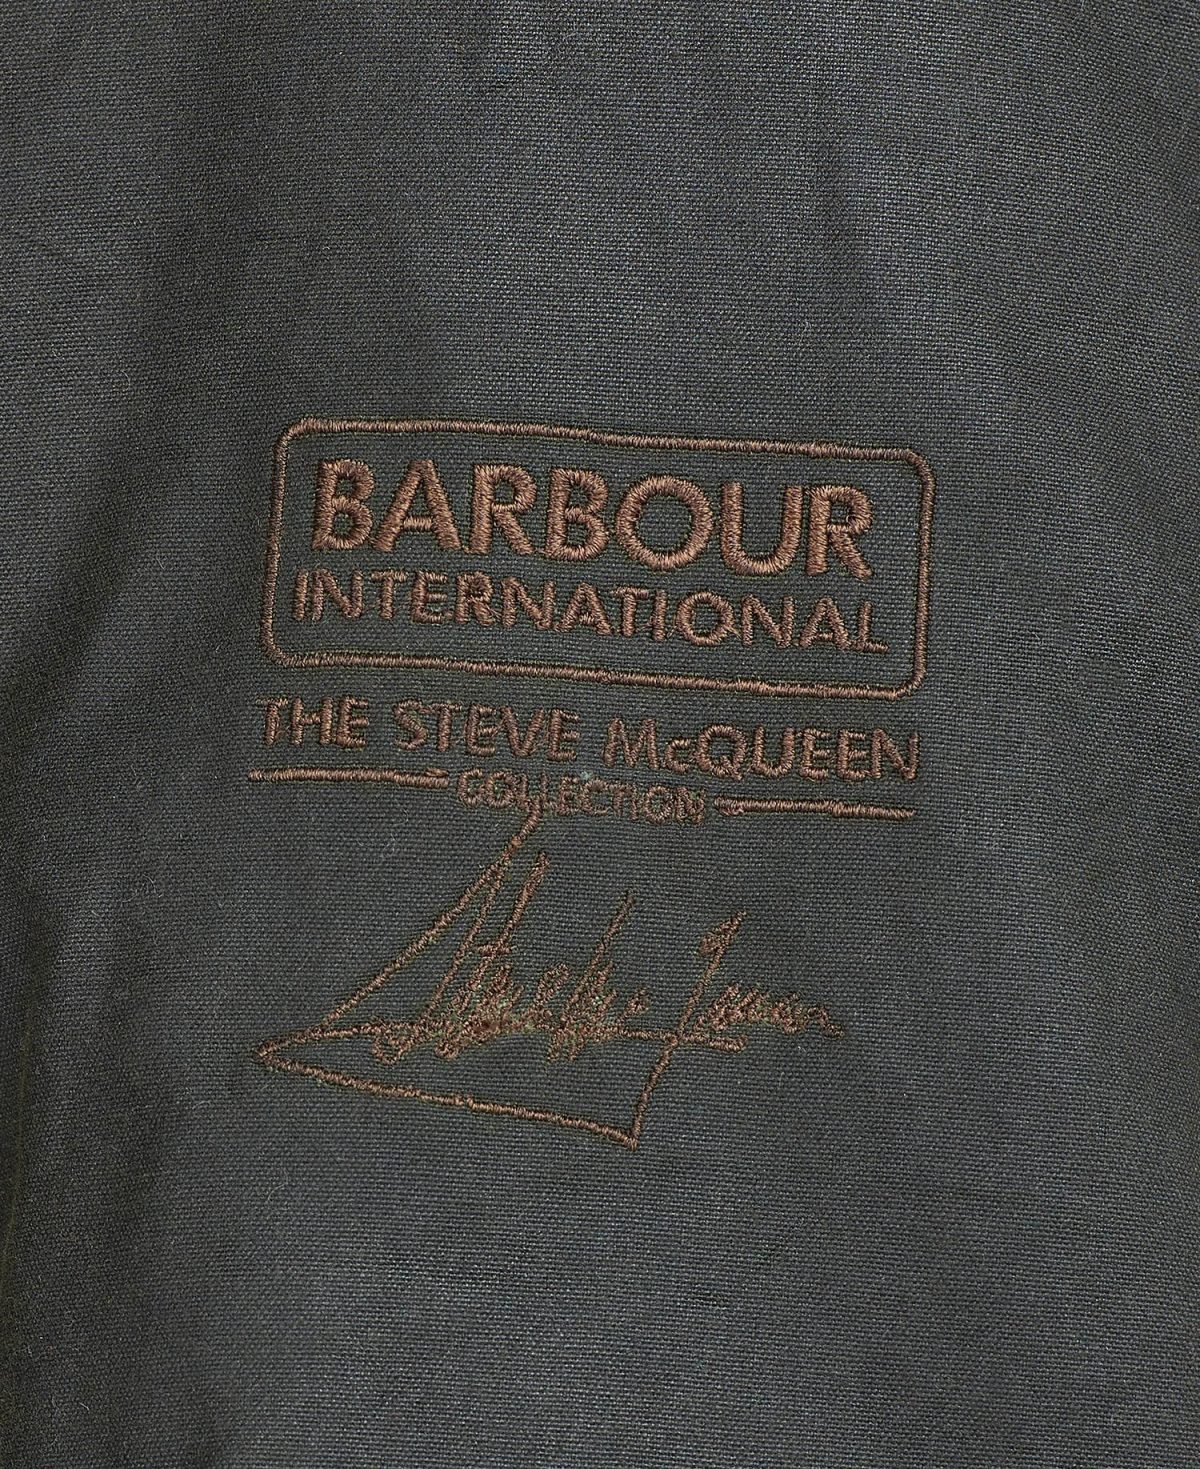 BARBOUR
INTERNATIONAL
THE STEVE McQUEEN
COLLECTION